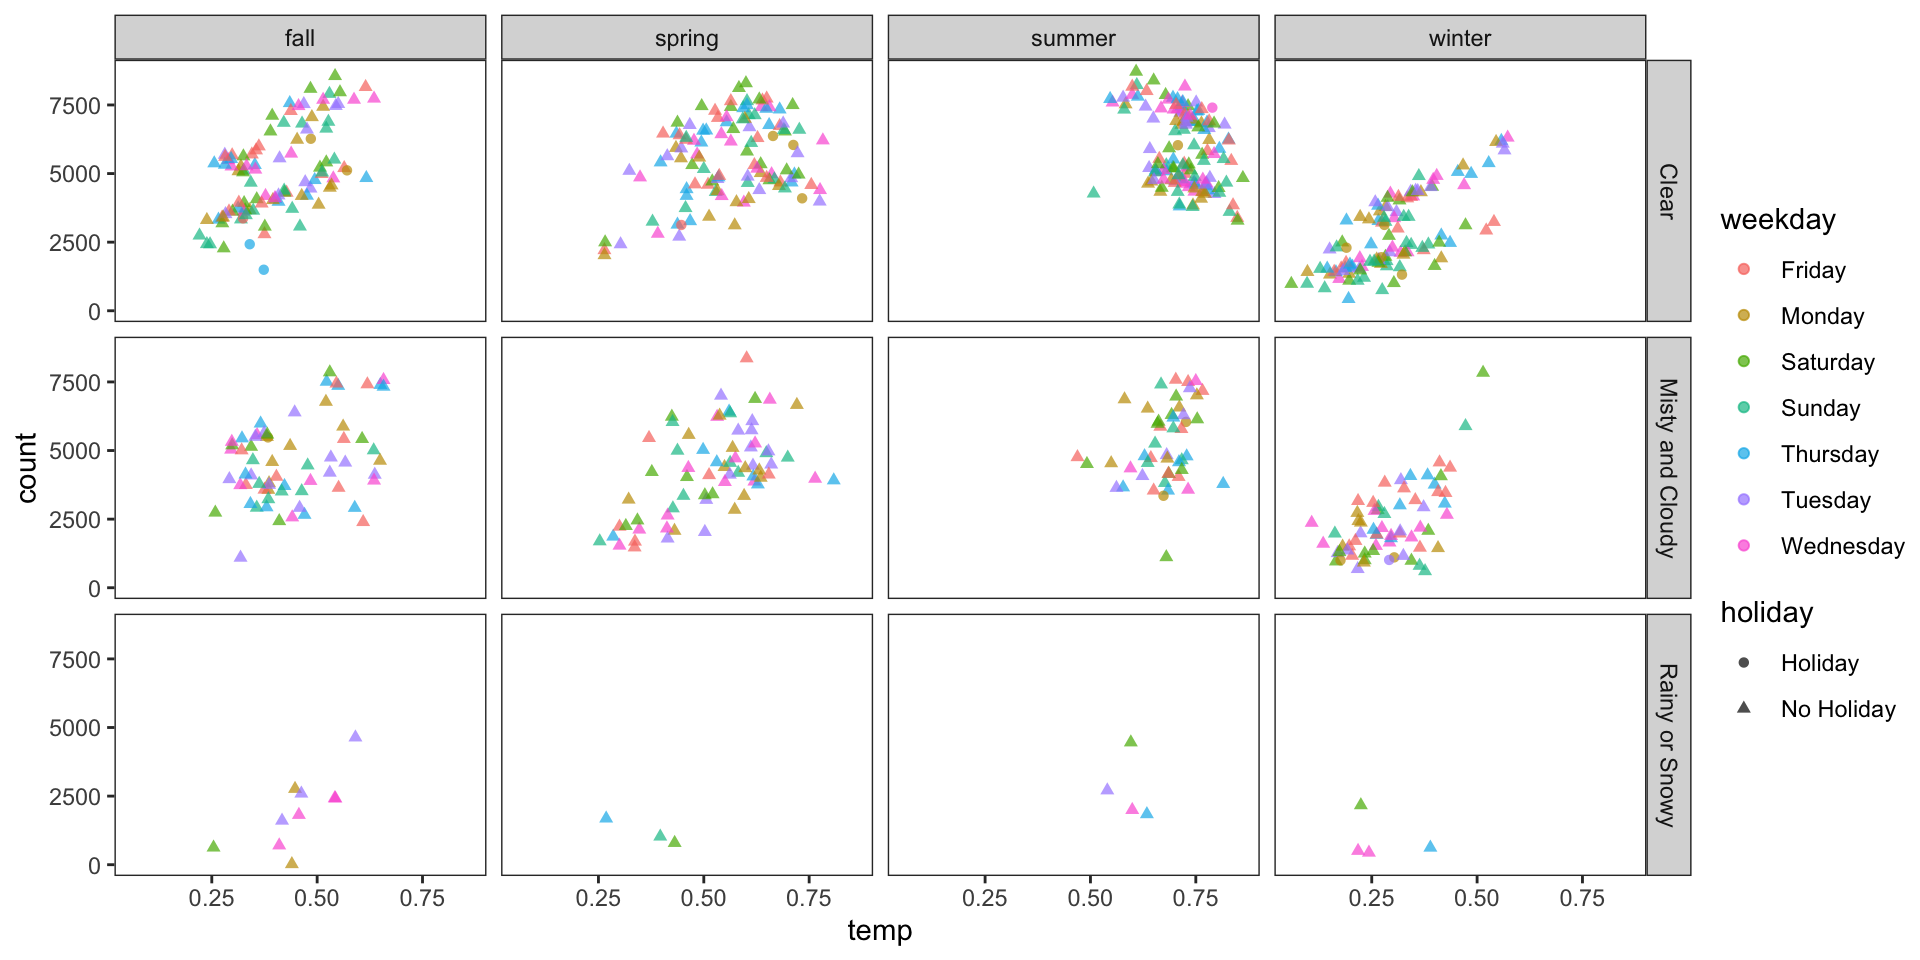 fall spring summer winter
7500
5000
2500
0
Clear
7500
5000
2500
0
Misty and Cloudy
7500
5000
2500
0
Rainy or Snowy
0.25 0.50 0.75 0.25 0.50 0.75 0.25 0.50 0.75 0.25 0.50 0.75
temp
count
weekday
Friday
Monday
Saturday
Sunday
Thursday
Tuesday
Wednesday
holiday
Holiday
No Holiday